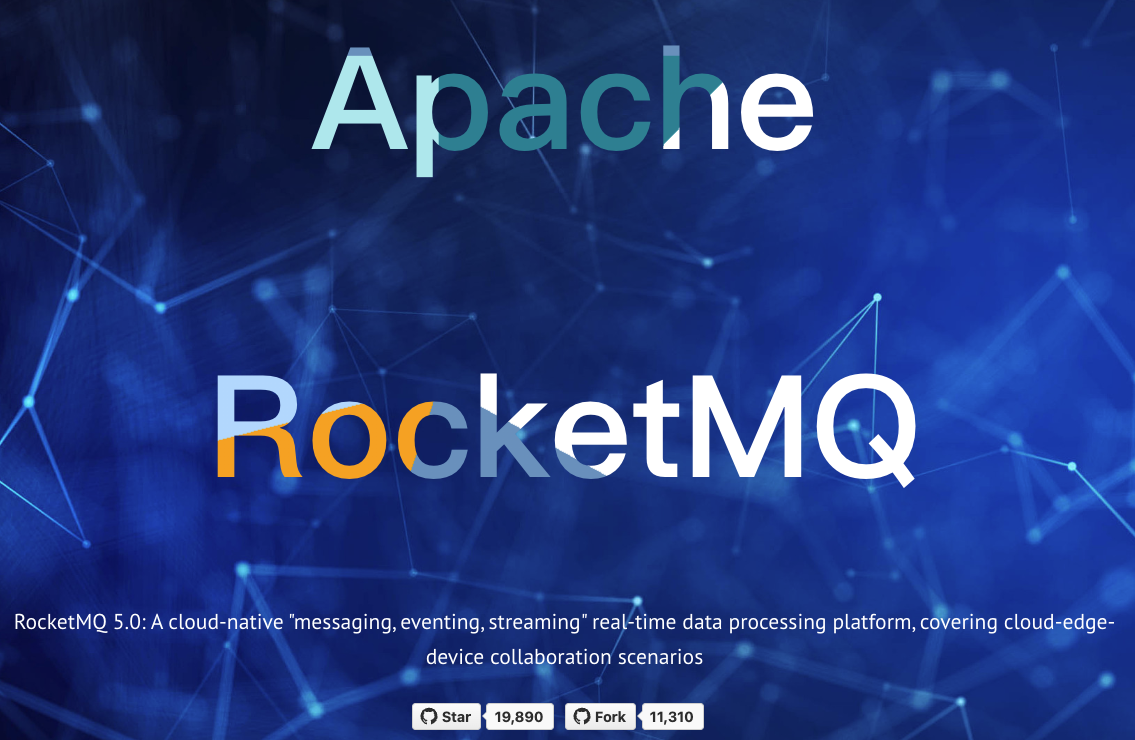 Apache
RocketMQ
RocketMQ 5.0: A cloud-native "messaging, eventing, streaming" real-time data processing platform, covering cloud-edge-
device collaboration scenarios
Star 19,890 Fork 11,310